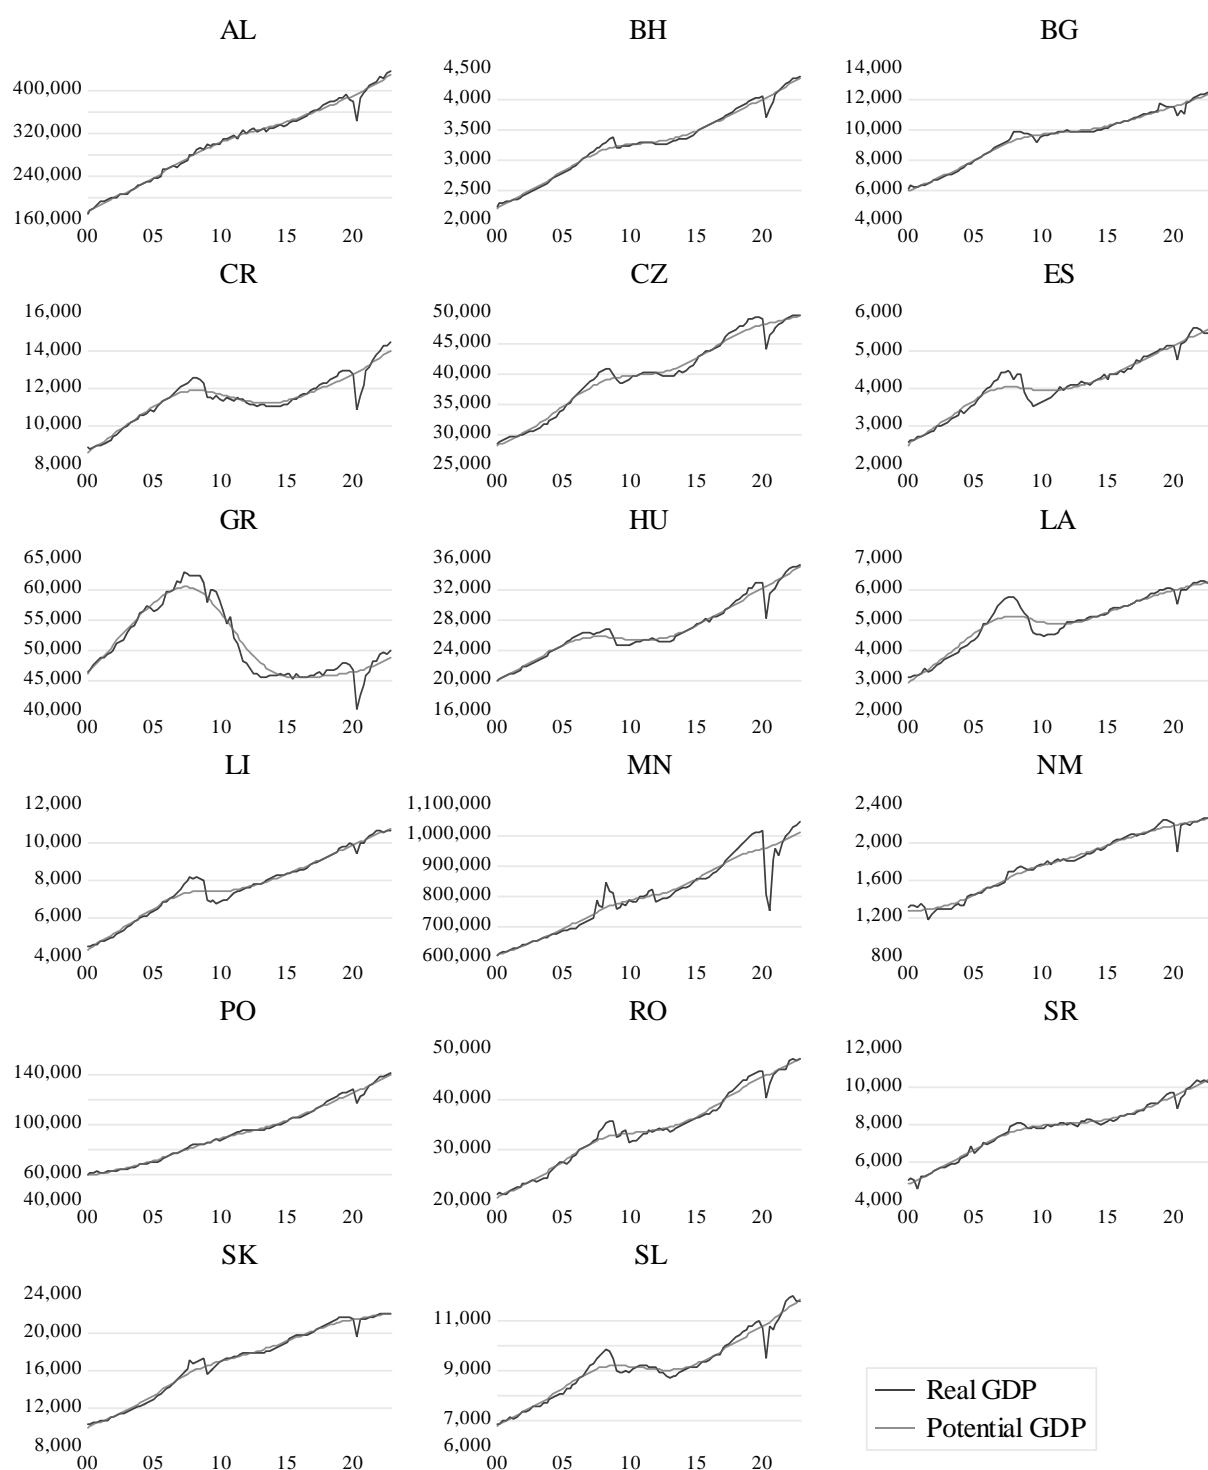 AL
400,000
320,000
240,000
160,000
00 05 10 15 20
BH
4,500
4,000
3,500
3,000
2,500
2,000
00 05 10 15 20
BG
14,000
12,000
10,000
8,000
6,000
4,000
00 05 10 15 20
CR
16,000
14,000
12,000
10,000
8,000
00 05 10 15 20
CZ
50,000
45,000
40,000
35,000
30,000
25,000
00 05 10 15 20
ES
6,000
5,000
4,000
3,000
2,000
00 05 10 15 20
GR
65,000
60,000
55,000
50,000
45,000
40,000
00 05 10 15 20
HU
36,000
32,000
28,000
24,000
20,000
16,000
00 05 10 15 20
LA
7,000
6,000
5,000
4,000
3,000
2,000
00 05 10 15 20
LI
12,000
10,000
8,000
6,000
4,000
00 05 10 15 20
MN
1,100,000
1,000,000
900,000
800,000
700,000
600,000
00 05 10 15 20
NM
2,400
2,000
1,600
1,200
800
00 05 10 15 20
PO
140,000
100,000
60,000
40,000
00 05 10 15 20
RO
50,000
40,000
30,000
20,000
00 05 10 15 20
SR
12,000
10,000
8,000
6,000
4,000
00 05 10 15 20
SK
24,000
20,000
16,000
12,000
8,000
00 05 10 15 20
SL
11,000
9,000
7,000
6,000
00 05 10 15 20
Real GDP
Potential GDP